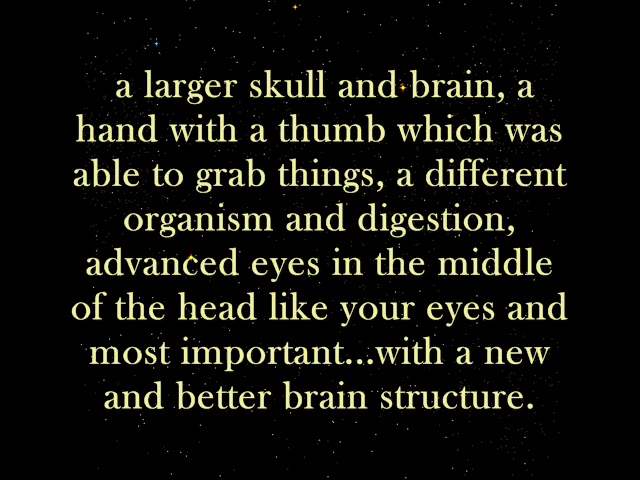 a larger skull and brain, a
hand with a thumb which was
able to grab things, a different
organism and digestion,
advanced eyes in the middle
of the head like your eyes and
most important...with a new
and better brain structure.